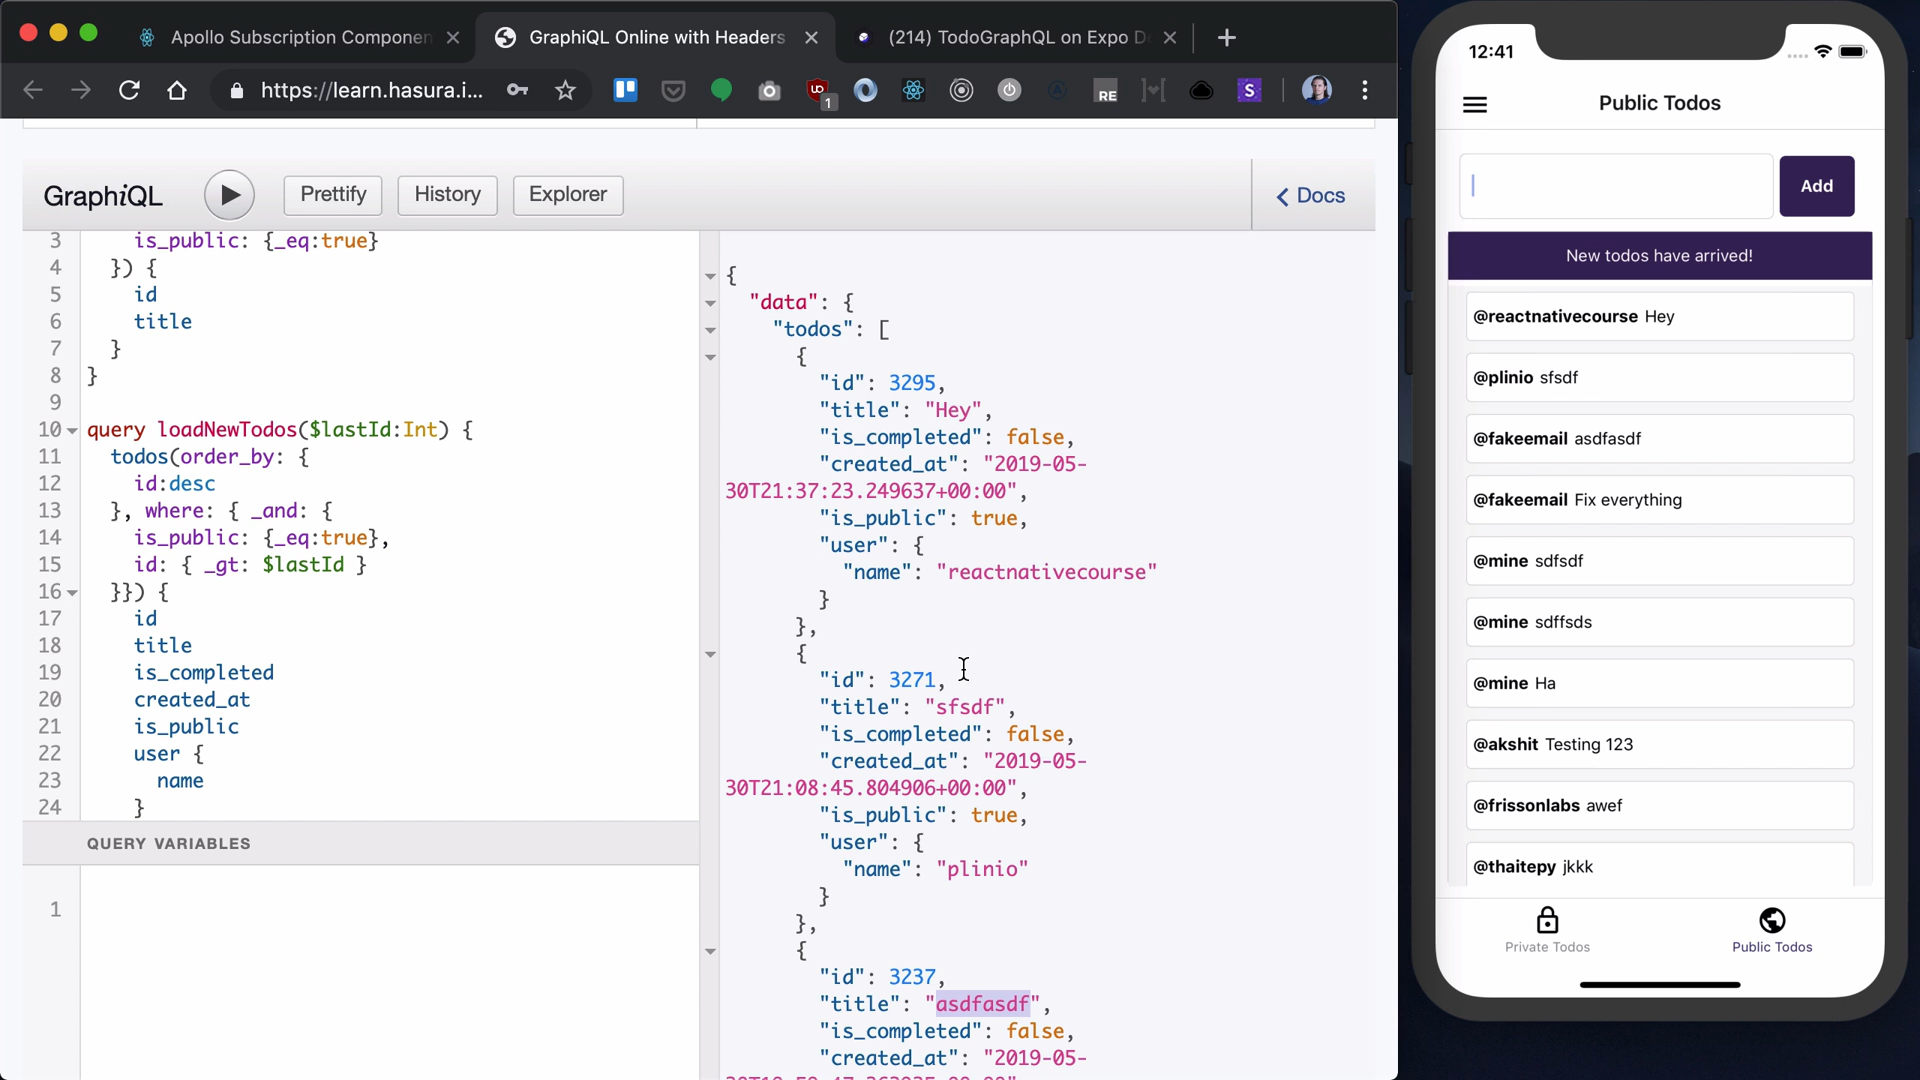 Apollo Subscription Componen
GraphiQL Online with Headers
(214) TodoGraphQL on Expo D
https://learn.hasura.i...
UD
1
RE
S
GraphiQL
Prettify
History
Explorer
Docs
3 is_public: {_eq:true}
4 }) {
5 id
6 title
7 }
8 }
9
10 query loadNewTodos($lastId:Int) {
11 todos(order_by: {
12 id:desc
13 }, where: { _and: {
14 is_public: {_eq:true},
15 id: { _gt: $lastId }
16 }}) {
17 id
18 title
19 is_completed
20 created_at
21 is_public
22 user {
23 name
24 }
QUERY VARIABLES
1
{
"data": {
"todos": [
{
"id": 3295,
"title": "Hey",
"is_completed": false,
"created_at": "2019-05-
30T21:37:23.249637+00:00",
"is_public": true,
"user": {
"name": "reactnativecourse"
}
},
{
"id": 3271,
"title": "sfsdf",
"is_completed": false,
"created_at": "2019-05-
30T21:08:45.804906+00:00",
"is_public": true,
"user": {
"name": "plinio"
}
},
{
"id": 3237,
"title": "asdfasdf",
"is_completed": false,
"created_at": "2019-05-
12:41
Public Todos
Add
New todos have arrived!
@reactnativecourse Hey
@plinio sfsdf
@fakeemail asdfasdf
@fakeemail Fix everything
@mine sdfsdf
@mine sdffsds
@mine Ha
@akshit Testing 123
@frissonlabs awef
@thaitepy jkkk
Private Todos
Public Todos